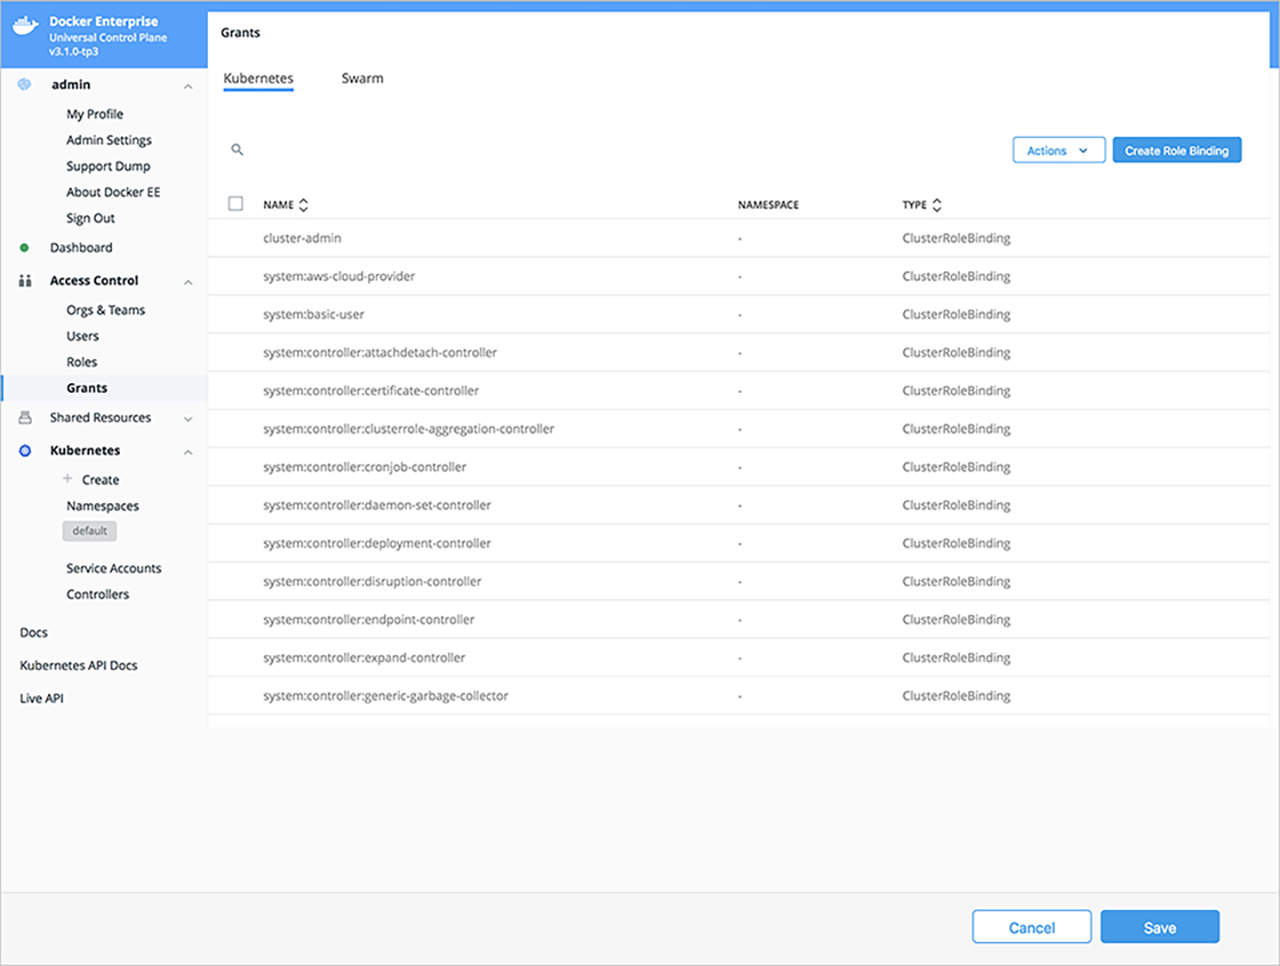 Docker Enterprise
Universal Control Plane
v3.1.0-tp3
admin
My Profile
Admin Settings
Support Dump
About Docker EE
Sign Out
Dashboard
Access Control
Orgs & Teams
Users
Roles
Grants
Shared Resources
Kubernetes
+ Create
Namespaces
default
Service Accounts
Controllers
Docs
Kubernetes API Docs
Live API
Grants
Kubernetes Swarm
Actions Create Role Binding
NAME NAMESPACE TYPE
cluster-admin - ClusterRoleBinding
system:aws-cloud-provider - ClusterRoleBinding
system:basic-user - ClusterRoleBinding
system:controller:attachdetach-controller - ClusterRoleBinding
system:controller:certificate-controller - ClusterRoleBinding
system:controller:clusterrole-aggregation-controller - ClusterRoleBinding
system:controller:cronjob-controller - ClusterRoleBinding
system:controller:daemon-set-controller - ClusterRoleBinding
system:controller:deployment-controller - ClusterRoleBinding
system:controller:disruption-controller - ClusterRoleBinding
system:controller:endpoint-controller - ClusterRoleBinding
system:controller:expand-controller - ClusterRoleBinding
system:controller:generic-garbage-collector - ClusterRoleBinding
Cancel Save